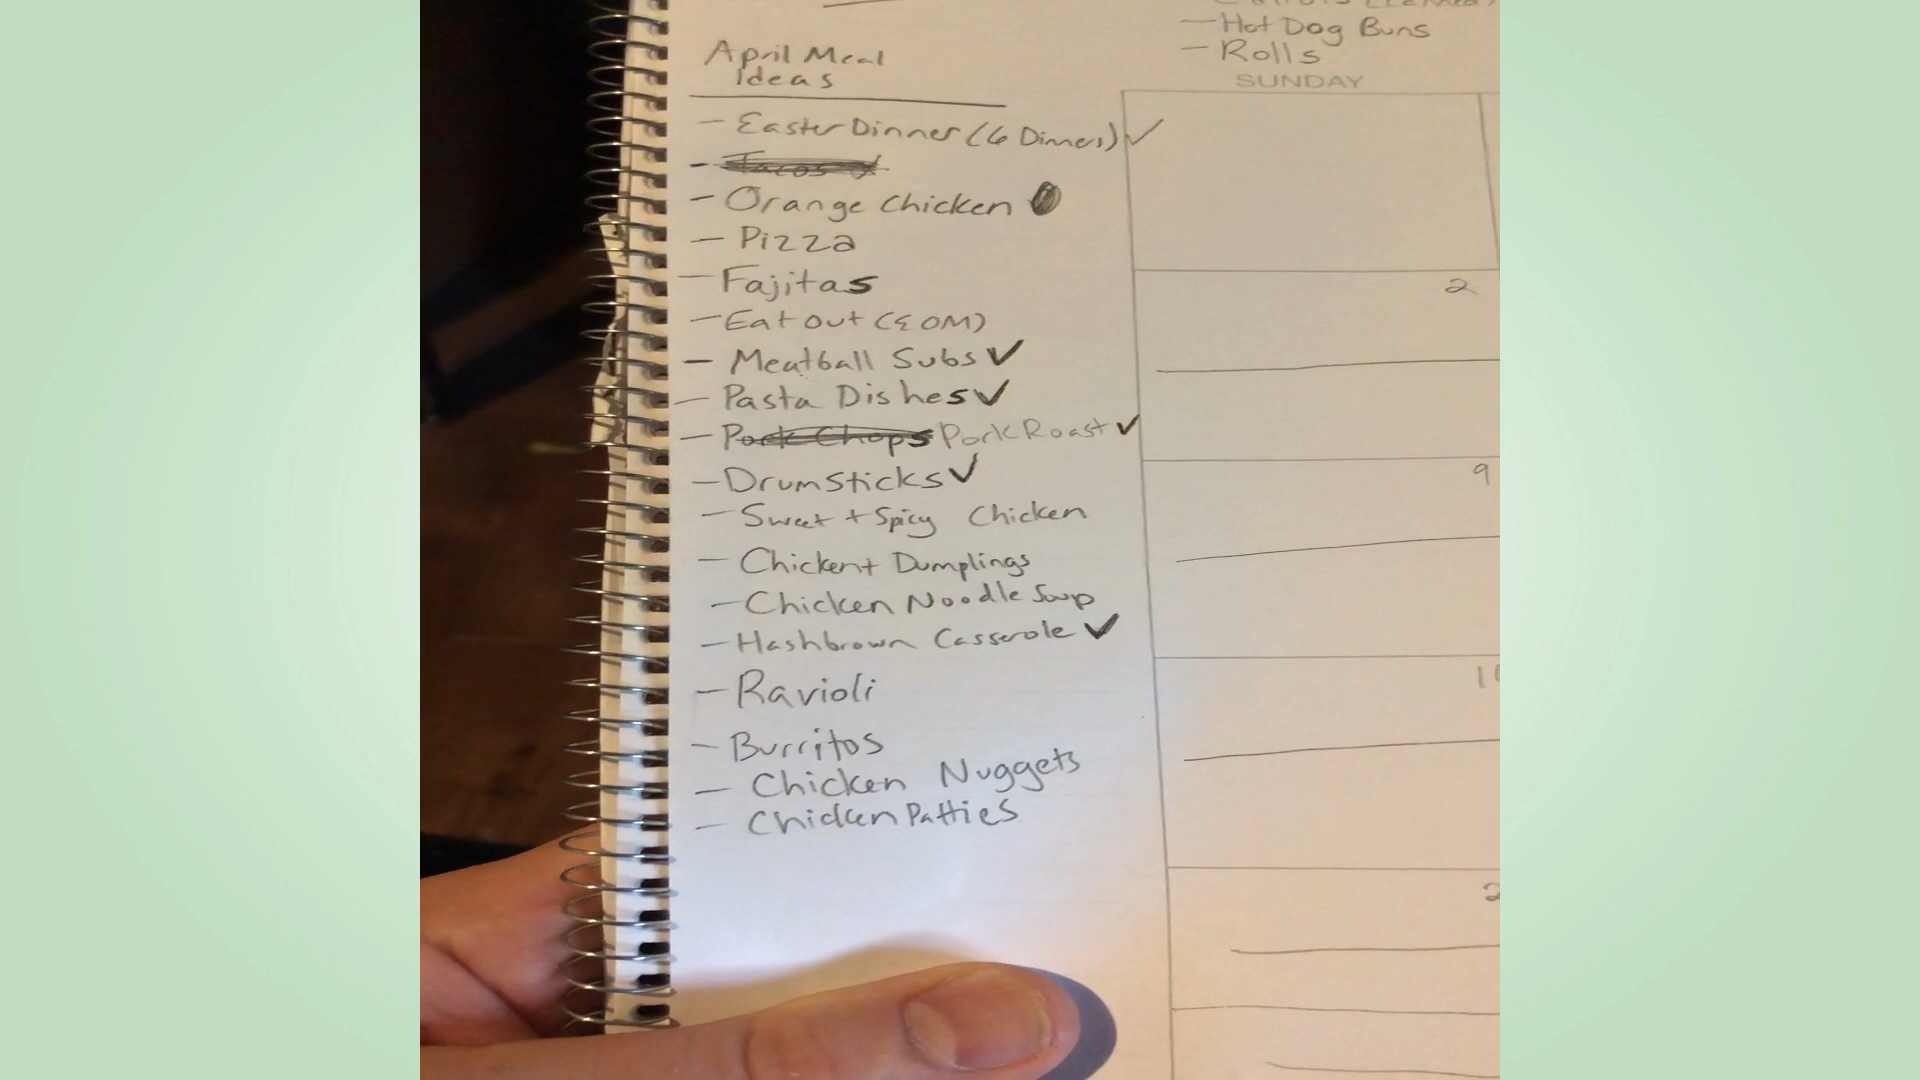 - Hot Dog Buns
- Rolls
April Meal
Ideas
SUNDAY
- Easter Dinner (6 Dinners) ✓
- Tacos ✓
- Orange Chicken
- Pizza
- Fajitas
- Eat Out (EOM)
- Meatball Subs ✓
- Pasta Dishes ✓
- Pork Chops Pork Roast ✓
- Drumsticks ✓
- Sweet + Spicy Chicken
- Chicken + Dumplings
- Chicken Noodle Soup
- Hashbrown Casserole ✓
- Ravioli
- Burritos
- Chicken Nuggets
- Chicken Patties
2
9